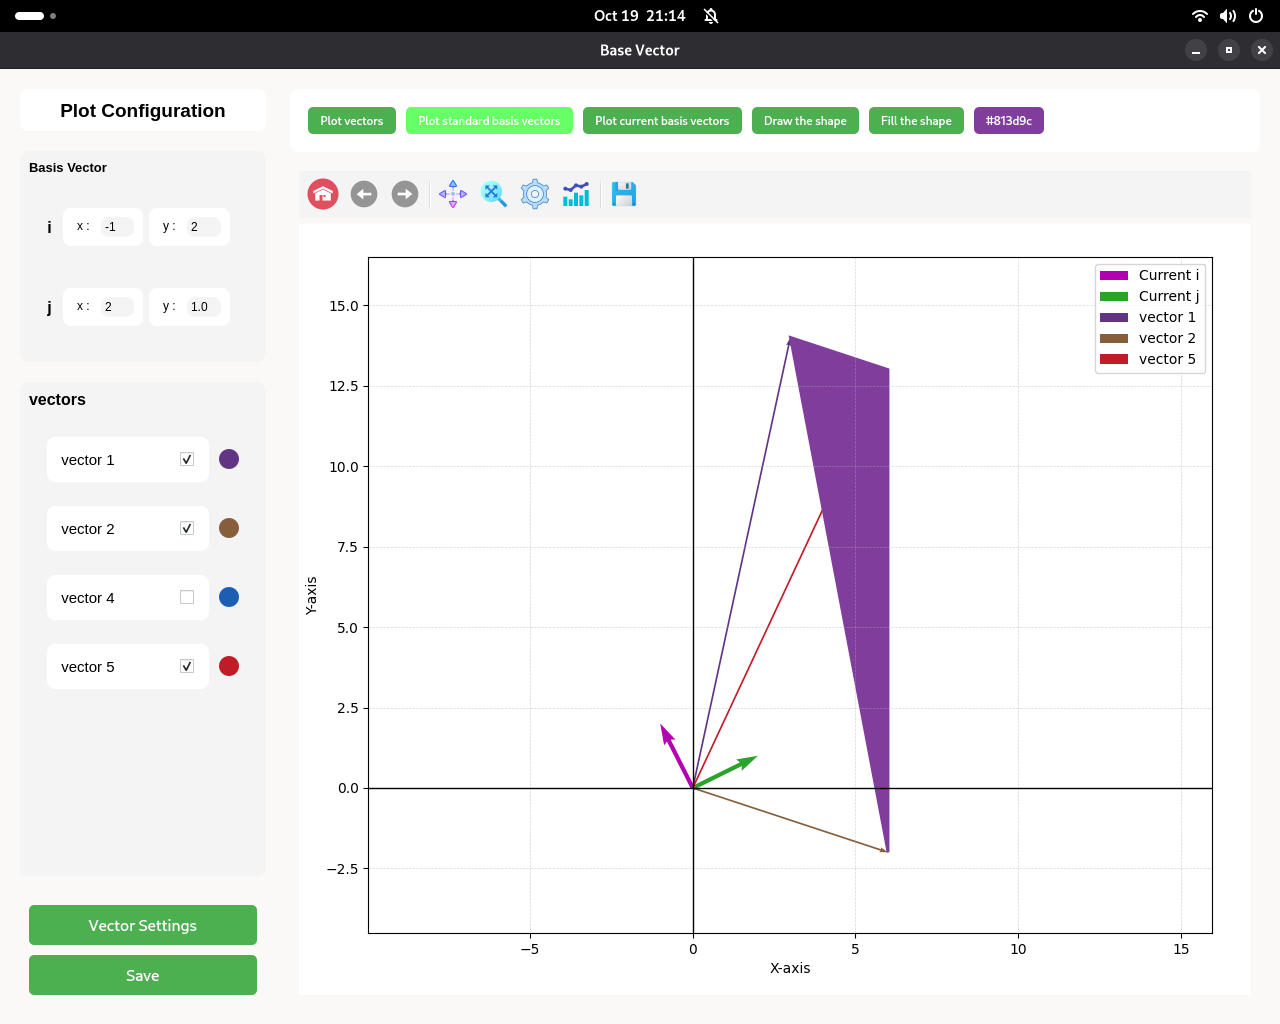 Oct 19 21:14
Base Vector
Plot Configuration
Plot vectors
Plot standard basis vectors
Plot current basis vectors
Draw the shape
Fill the shape
#813d9c
Basis Vector
i
x :
-1
y :
2
j
x :
2
y :
1.0
vectors
vector 1
vector 2
vector 4
vector 5
Vector Settings
Save
Current i
Current j
vector 1
vector 2
vector 5
15.0
12.5
10.0
7.5
5.0
2.5
0.0
−2.5
Y-axis
−5
0
5
10
15
X-axis